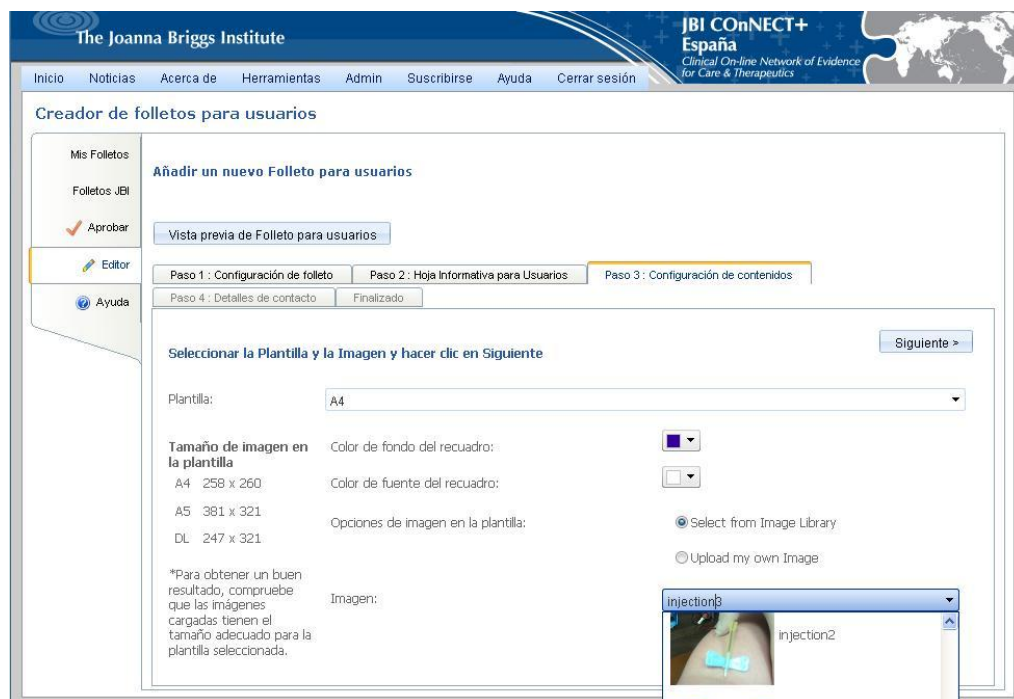 The Joanna Briggs Institute
JBI COnNECT+
España
Clinical On-line Network of Evidence
for Care & Therapeutics
Inicio Noticias Acerca de Herramientas Admin Suscribirse Ayuda Cerrar sesión
Creador de folletos para usuarios
Mis Folletos
Folletos JBI
Aprobar
Editor
Ayuda
Añadir un nuevo Folleto para usuarios
Vista previa de Folleto para usuarios
Paso 1 : Configuración de folleto Paso 2 : Hoja Informativa para Usuarios Paso 3 : Configuración de contenidos
Paso 4 : Detalles de contacto Finalizado
Siguiente >
Seleccionar la Plantilla y la Imagen y hacer clic en Siguiente
Plantilla: A4
Tamaño de imagen en
la plantilla
A4 258 x 260
A5 381 x 321
DL 247 x 321
*Para obtener un buen
resultado, compruebe
que las imágenes
cargadas tienen el
tamaño adecuado para la
plantilla seleccionada.
Color de fondo del recuadro:
Color de fuente del recuadro:
Opciones de imagen en la plantilla:
Select from Image Library
Upload my own Image
Imagen:
injection3
injection2